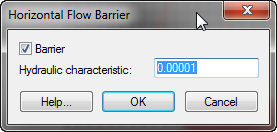 Horizontal Flow Barrier
Barrier
Hydraulic characteristic: 0.00001
Help... OK Cancel